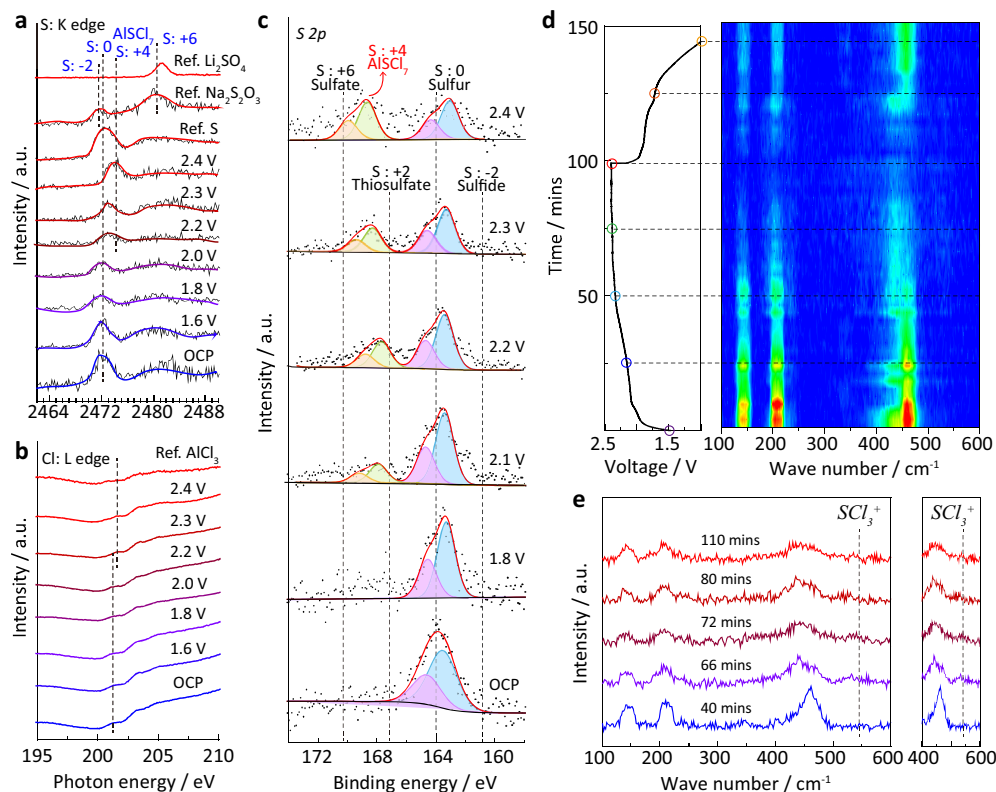 a
S: K edge
AlSCl7
S: 0
S: +4
S: +6
S: -2
Ref. Li2SO4
Ref. Na2S2O3
Ref. S
2.4 V
2.3 V
2.2 V
2.0 V
1.8 V
1.6 V
OCP
Intensity / a.u.
2464 2472 2480 2488
b
Cl: L edge
Ref. AlCl3
2.4 V
2.3 V
2.2 V
2.0 V
1.8 V
1.6 V
OCP
Intensity / a.u.
195 200 205 210
Photon energy / eV
c
S 2p
S : +4
AlSCl7
S : +6
Sulfate
S : 0
Sulfur
2.4 V
S : +2
Thiosulfate
S : -2
Sulfide
2.3 V
2.2 V
2.1 V
1.8 V
OCP
Intensity / a.u.
172 168 164 160
Binding energy / eV
d
150
100
50
0
Time / mins
2.5 1.5
Voltage / V
100 200 300 400 500 600
Wave number / cm-1
e
SCl3+
SCl3+
110 mins
80 mins
72 mins
66 mins
40 mins
Intensity / a.u.
100 200 300 400 500 600
400 600
Wave number / cm-1